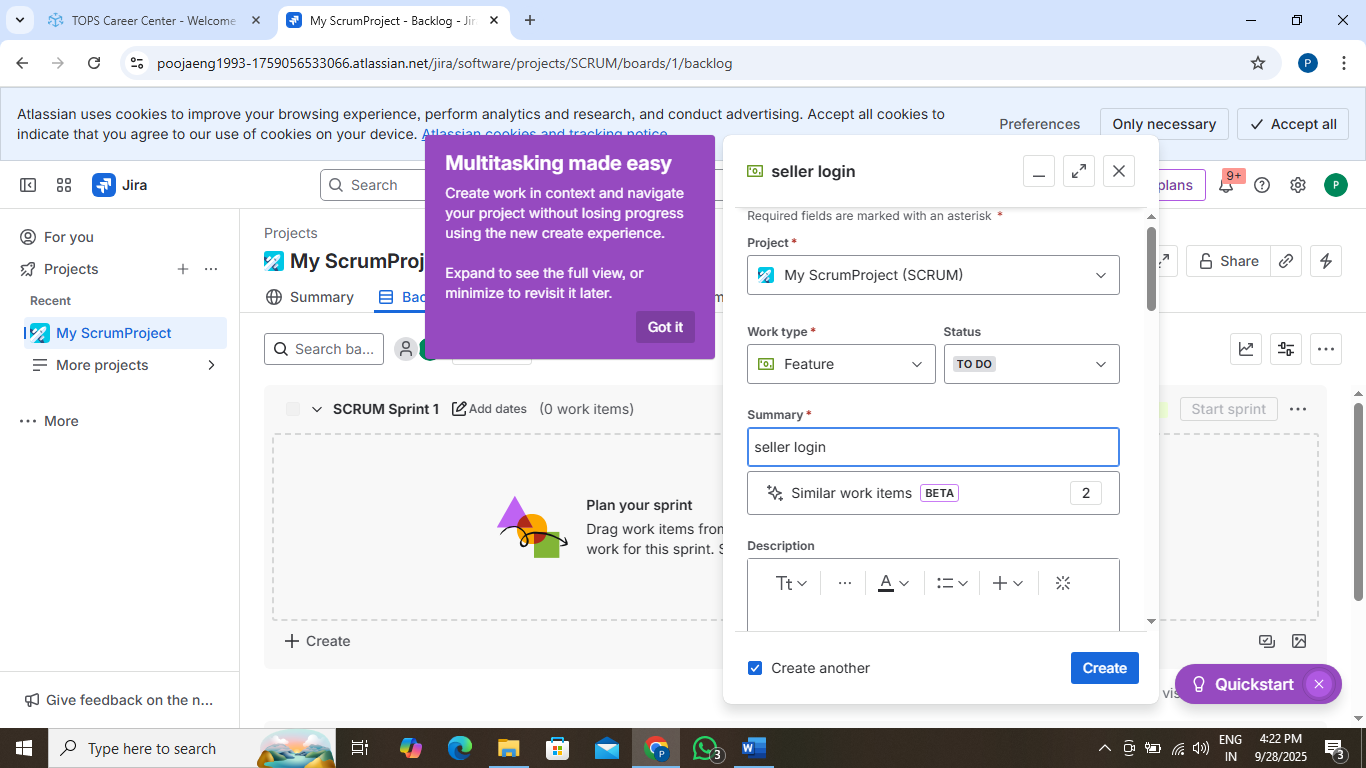 TOPS Career Center - Welcome
My ScrumProject - Backlog - Jira
poojaeng1993-1759056533066.atlassian.net/jira/software/projects/SCRUM/boards/1/backlog
P
Atlassian uses cookies to improve your browsing experience, perform analytics and research, and conduct advertising. Accept all cookies to
indicate that you agree to our use of cookies on your device. Atlassian cookies and tracking notice
Preferences
Only necessary
Accept all
Jira
Search
plans
9+
P
For you
Projects
Recent
My ScrumProject
More projects
More
Give feedback on the n...
Projects
My ScrumProj
Summary
Bac
Search ba...
Share
Multitasking made easy
Create work in context and navigate
your project without losing progress
using the new create experience.
Expand to see the full view, or
minimize to revisit it later.
Got it
SCRUM Sprint 1
Add dates
(0 work items)
Start sprint
Plan your sprint
Drag work items from
work for this sprint. S
Create
seller login
Required fields are marked with an asterisk *
Project *
My ScrumProject (SCRUM)
Work type *
Status
Feature
TO DO
Summary *
seller login
Similar work items BETA 2
Description
Tt
A
Create another
Create
Quickstart
Type here to search
3
ENG
IN
4:22 PM
9/28/2025
3